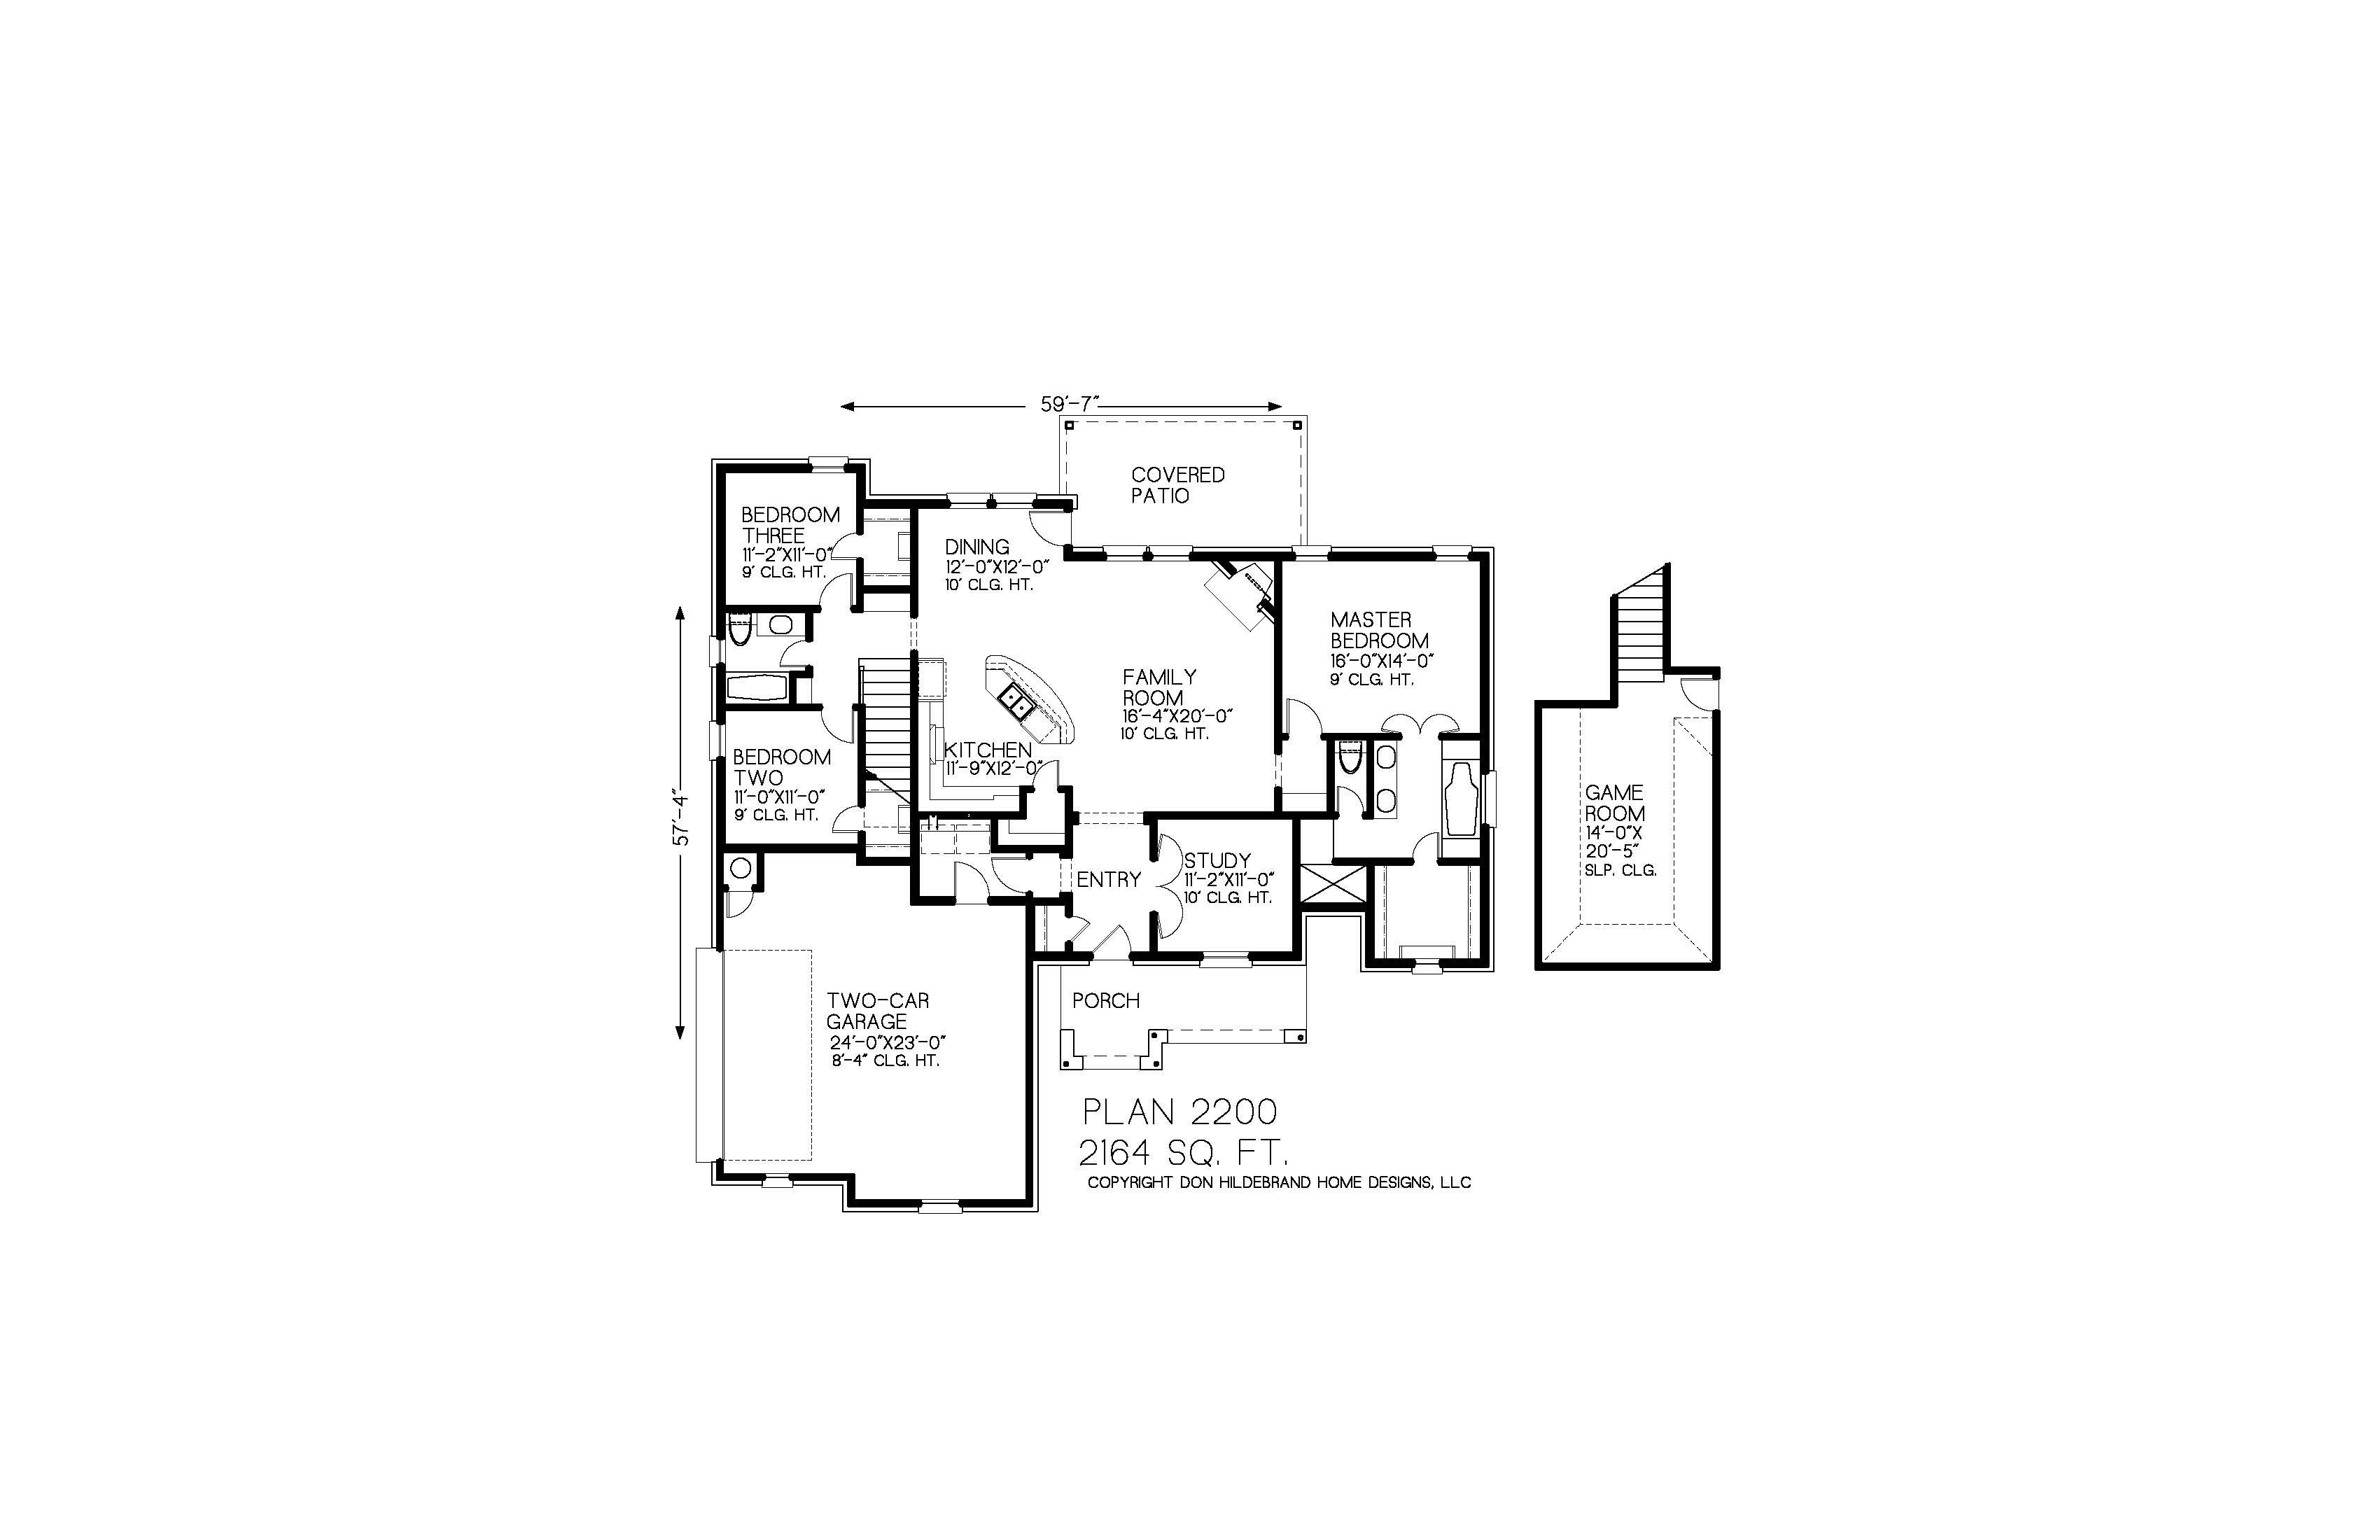 59'-7"
COVERED
PATIO
BEDROOM
THREE
11'-2"X11'-0"
9' CLG. HT.
DINING
12'-0"X12'-0"
10' CLG. HT.
MASTER
BEDROOM
16'-0"X14'-0"
9' CLG. HT.
FAMILY
ROOM
16'-4"X20'-0"
10' CLG. HT.
KITCHEN
11'-9"X12'-0"
BEDROOM
TWO
11'-0"X11'-0"
9' CLG. HT.
57'-4"
GAME
ROOM
14'-0"X
20'-5"
SLP. CLG.
STUDY
11'-2"X11'-0"
10' CLG. HT.
ENTRY
TWO-CAR
GARAGE
24'-0"X23'-0"
8'-4" CLG. HT.
PORCH
PLAN 2200
2164 SQ. FT.
COPYRIGHT DON HILDEBRAND HOME DESIGNS, LLC